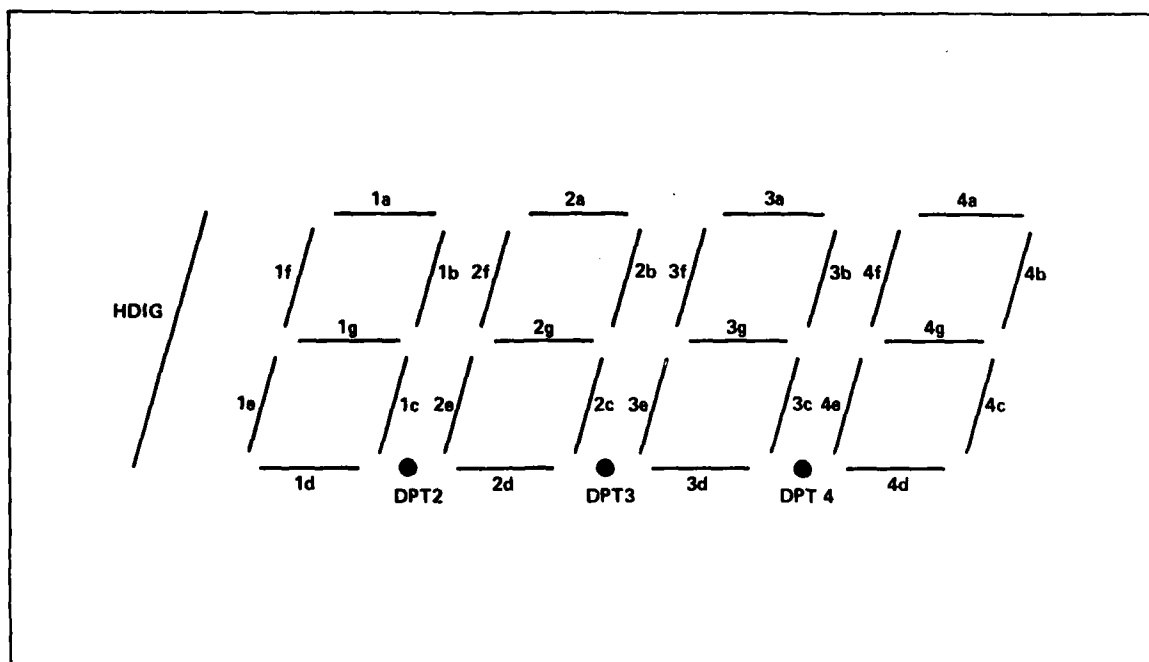 1a 2a 3a 4a
1f 1b 2f 2b 3f 3b 4f 4b
HDIG
1g 2g 3g 4g
1e 1c 2e 2c 3e 3c 4e 4c
1d DPT2 2d DPT3 3d DPT 4 4d